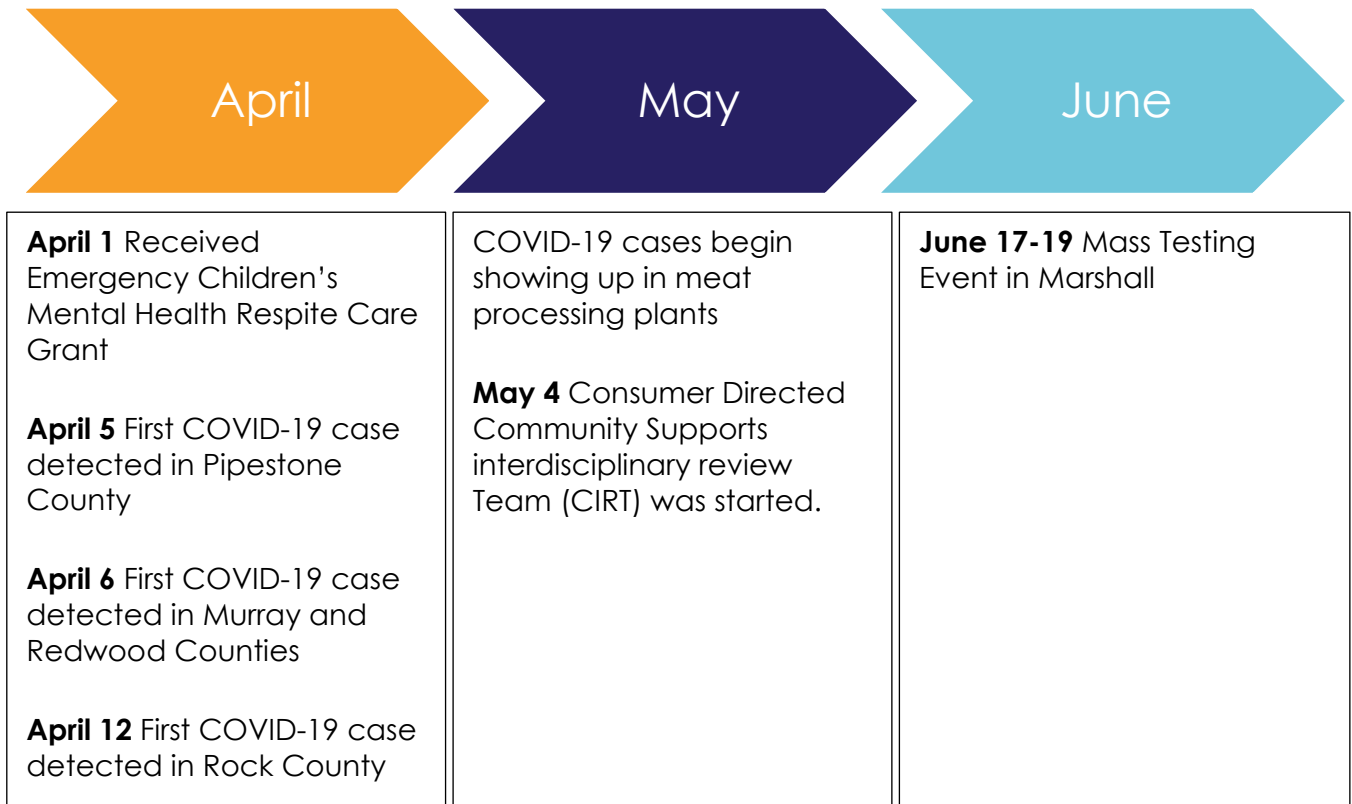 April
May
June
April 1 Received
Emergency Children’s
Mental Health Respite Care
Grant
April 5 First COVID-19 case
detected in Pipestone
County
April 6 First COVID-19 case
detected in Murray and
Redwood Counties
April 12 First COVID-19 case
detected in Rock County
COVID-19 cases begin
showing up in meat
processing plants
May 4 Consumer Directed
Community Supports
interdisciplinary review
Team (CIRT) was started.
June 17-19 Mass Testing
Event in Marshall